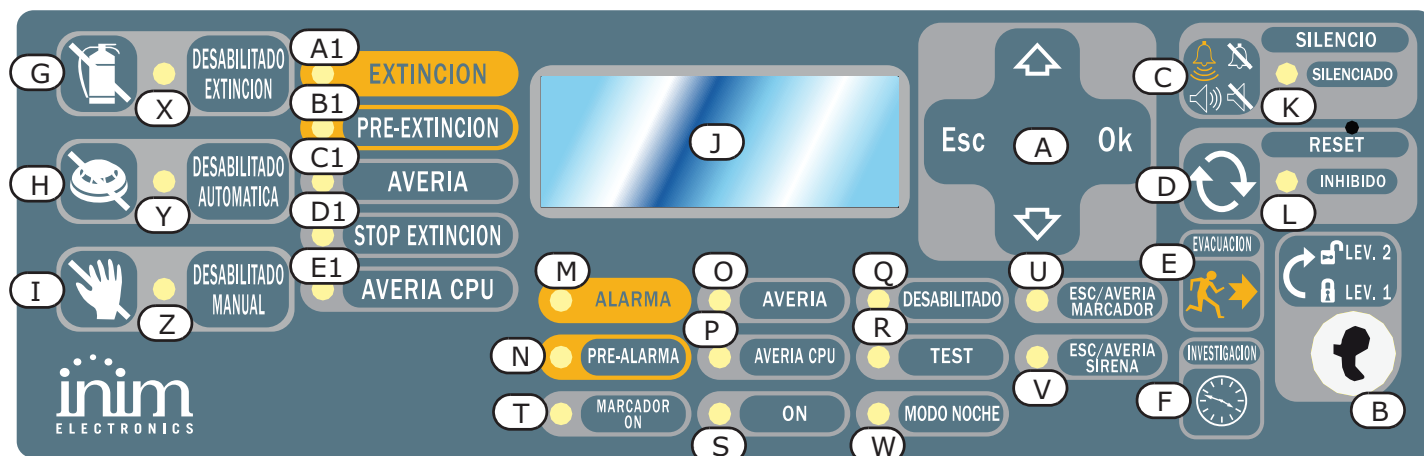 G
X
DESABILITADO
EXTINCION
H
Y
DESABILITADO
AUTOMATICA
I
Z
DESABILITADO
MANUAL
inim
ELECTRONICS
A1
EXTINCION
B1
PRE-EXTINCION
C1
AVERIA
D1
STOP EXTINCION
E1
AVERIA CPU
J
Esc
A
Ok
M
ALARMA
N
PRE-ALARMA
T
MARCADOR
ON
O
AVERIA
P
AVERIA CPU
S
ON
Q
DESABILITADO
R
TEST
W
MODO NOCHE
U
ESC/AVERIA
MARCADOR
V
ESC/AVERIA
SIRENA
C
SILENCIO
SILENCIADO
K
D
RESET
INHIBIDO
L
E
EVACUACION
F
INVESTIGACION
LEV. 2
LEV. 1
B